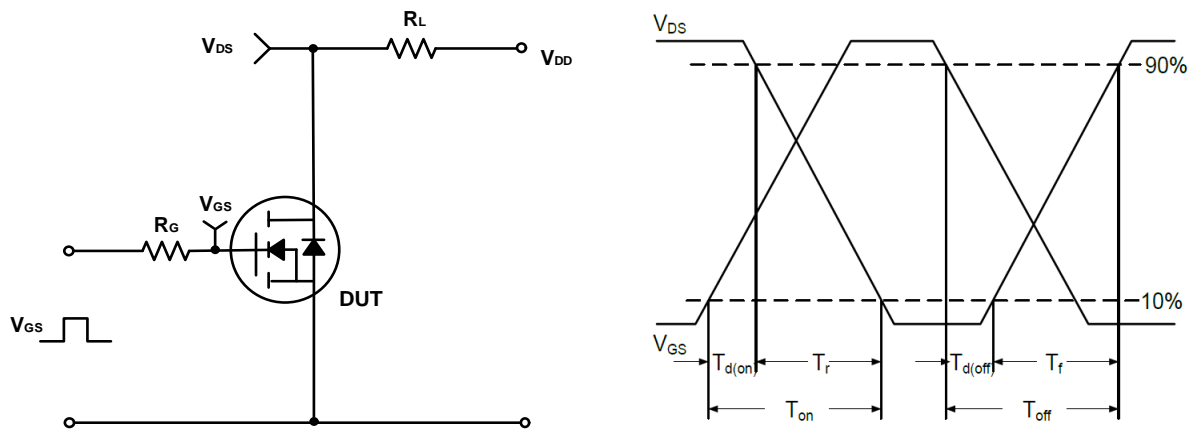 RL
VDS
VDD
VGS
RG
DUT
VGS
VDS
90%
10%
VGS
Td(on) Tr Td(off) Tf
Ton Toff